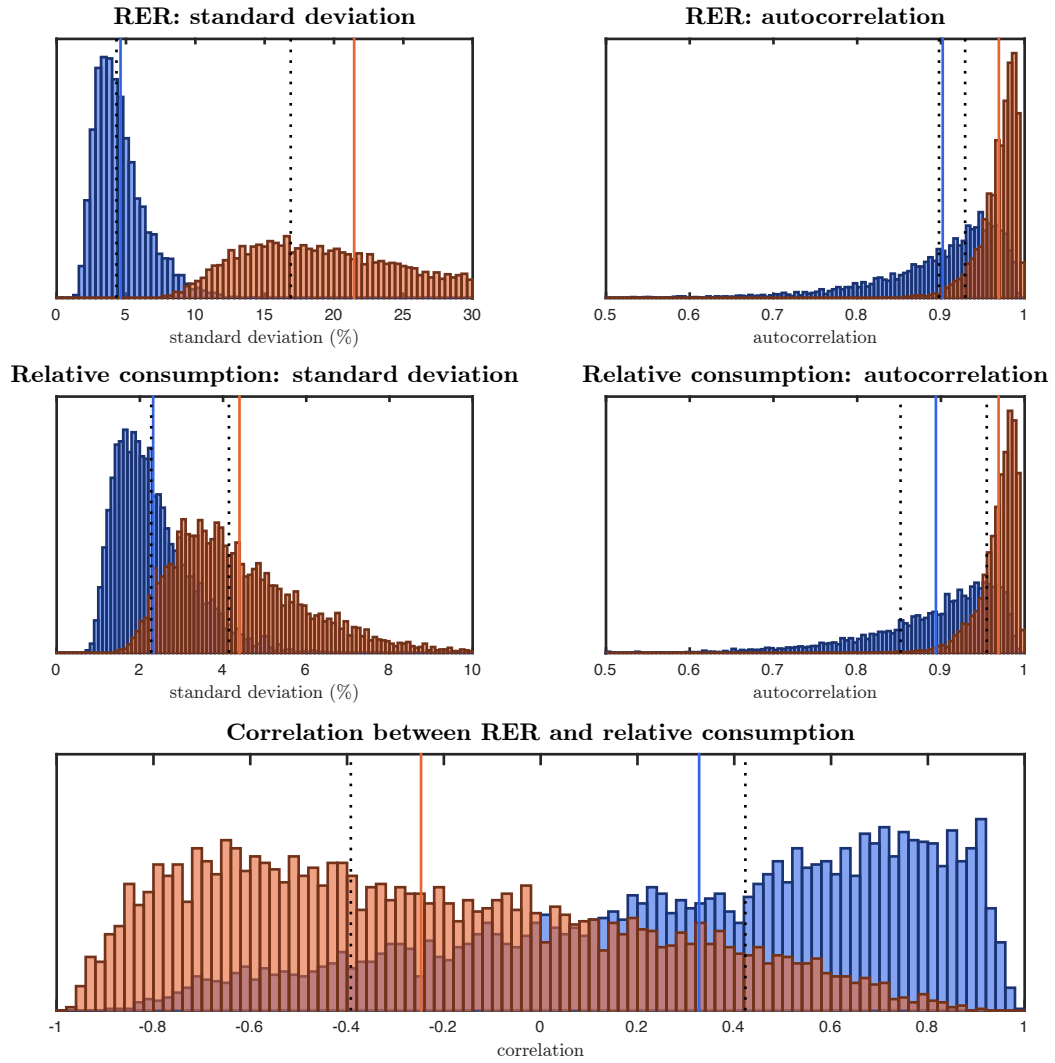 RER: standard deviation
0 5 10 15 20 25 30
standard deviation (%)
RER: autocorrelation
0.5 0.6 0.7 0.8 0.9 1
autocorrelation
Relative consumption: standard deviation
0 2 4 6 8 10
standard deviation (%)
Relative consumption: autocorrelation
0.5 0.6 0.7 0.8 0.9 1
autocorrelation
Correlation between RER and relative consumption
-1 -0.8 -0.6 -0.4 -0.2 0 0.2 0.4 0.6 0.8 1
correlation